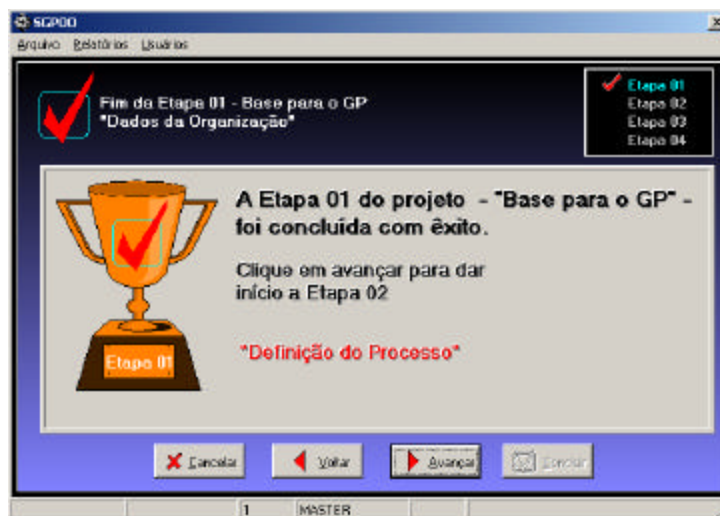 SGPOO
Arquivo Relatórios Usuários
Fim da Etapa 01 - Base para o GP
"Dados da Organização"
Etapa 01
Etapa 02
Etapa 03
Etapa 04
A Etapa 01 do projeto - "Base para o GP" -
foi concluída com êxito.
Clique em avançar para dar
início a Etapa 02
"Definição do Processo"
Etapa 01
Cancelar Voltar Avançar Concluir
1 MASTER